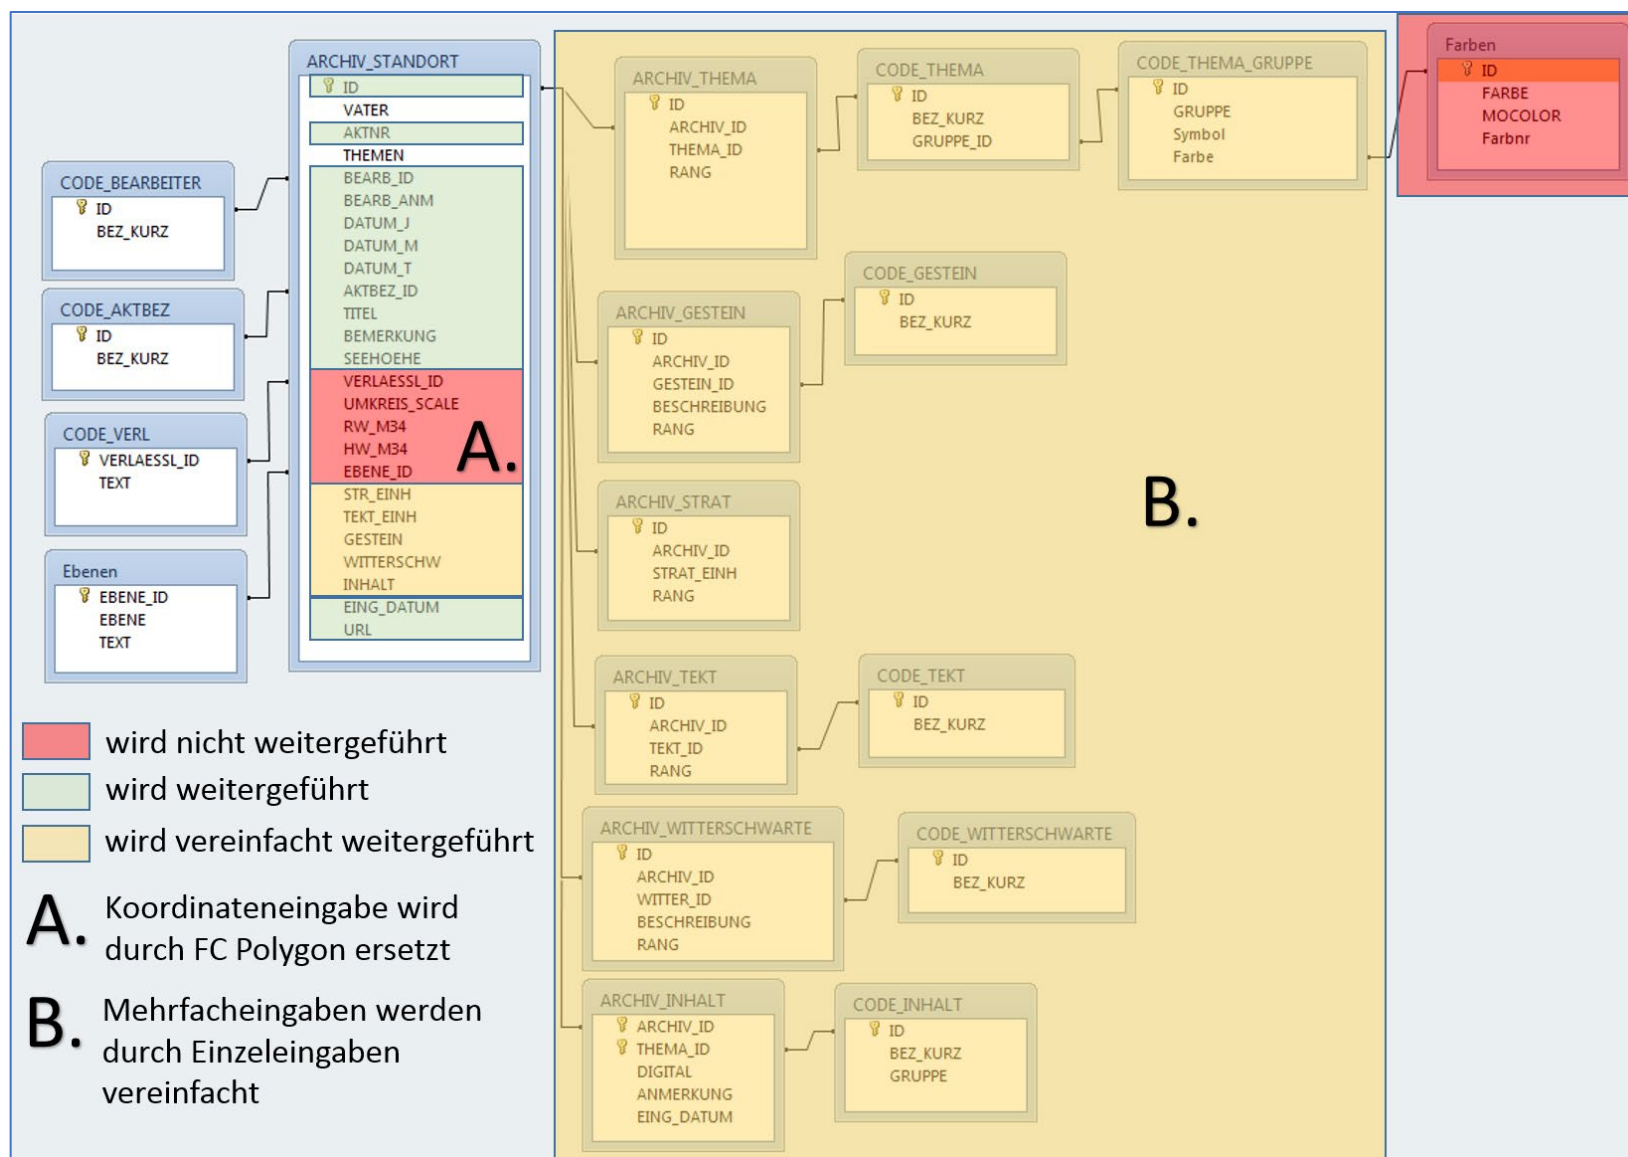 ARCHIV_STANDORT
ID
VATER
AKTNR
THEMEN
BEARB_ID
BEARB_ANM
DATUM_J
DATUM_M
DATUM_T
AKTBEZ_ID
TITEL
BEMERKUNG
SEEHOEHE
VERLAESSL_ID
UMKREIS_SCALE
RW_M34
HW_M34
EBENE_ID
STR_EINH
TEKT_EINH
GESTEIN
WITTERSCHW
INHALT
EING_DATUM
URL
A.
CODE_BEARBEITER
ID
BEZ_KURZ
CODE_AKTBEZ
ID
BEZ_KURZ
CODE_VERL
VERLAESSL_ID
TEXT
Ebenen
EBENE_ID
EBENE
TEXT
ARCHIV_THEMA
ID
ARCHIV_ID
THEMA_ID
RANG
CODE_THEMA
ID
BEZ_KURZ
GRUPPE_ID
CODE_THEMA_GRUPPE
ID
GRUPPE
Symbol
Farbe
Farben
ID
FARBE
MOCOLOR
Farbnr
ARCHIV_GESTEIN
ID
ARCHIV_ID
GESTEIN_ID
BESCHREIBUNG
RANG
CODE_GESTEIN
ID
BEZ_KURZ
ARCHIV_STRAT
ID
ARCHIV_ID
STRAT_EINH
RANG
B.
ARCHIV_TEKT
ID
ARCHIV_ID
TEKT_ID
RANG
CODE_TEKT
ID
BEZ_KURZ
ARCHIV_WITTERSCHWARTE
ID
ARCHIV_ID
WITTER_ID
BESCHREIBUNG
RANG
CODE_WITTERSCHWARTE
ID
BEZ_KURZ
ARCHIV_INHALT
ARCHIV_ID
THEMA_ID
DIGITAL
ANMERKUNG
EING_DATUM
CODE_INHALT
ID
BEZ_KURZ
GRUPPE
wird nicht weitergeführt
wird weitergeführt
wird vereinfacht weitergeführt
A. Koordinateneingabe wird
durch FC Polygon ersetzt
B. Mehrfacheingaben werden
durch Einzeleingaben
vereinfacht